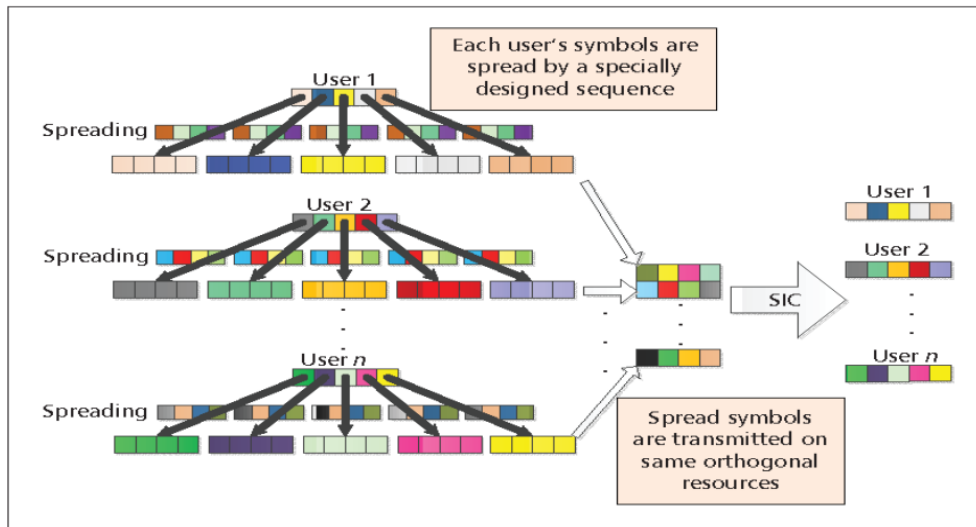 Each user's symbols are
spread by a specially
designed sequence
User 1
Spreading
User 2
Spreading
User n
Spreading
SIC
User 1
User 2
User n
Spread symbols
are transmitted on
same orthogonal
resources